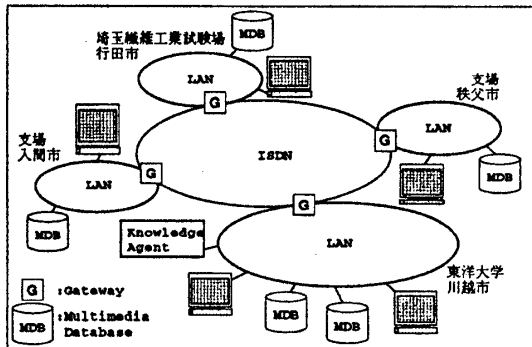 埼玉繊維工業試験場
行田市
MDB
LAN
G
支場
秩父市
LAN
G
MDB
ISDN
支場
入間市
LAN
G
MDB
G
Knowledge
Agent
LAN
東洋大学
川越市
MDB
MDB
G :Gateway
MDB :Multimedia
Database